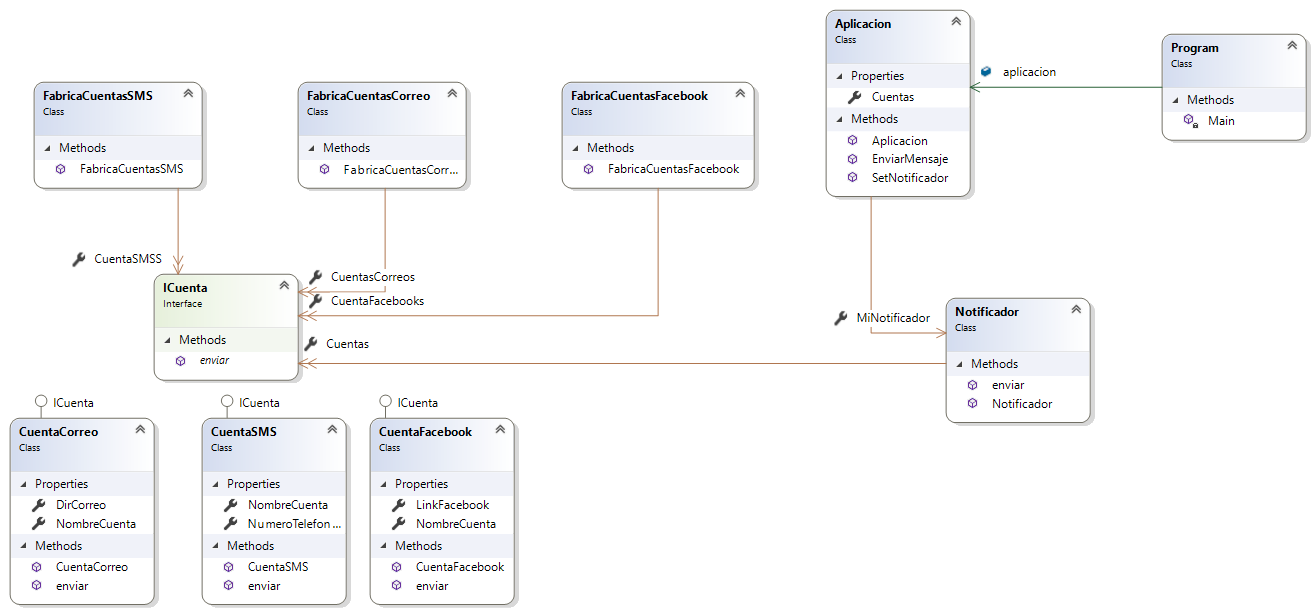 Aplicacion
Class
Properties
Cuentas
Methods
Aplicacion
EnviarMensaje
SetNotificador
aplicacion
Program
Class
Methods
Main
FabricaCuentasSMS
Class
Methods
FabricaCuentasSMS
FabricaCuentasCorreo
Class
Methods
FabricaCuentasCorr...
FabricaCuentasFacebook
Class
Methods
FabricaCuentasFacebook
CuentaSMSS
CuentasCorreos
CuentaFacebooks
Cuentas
MiNotificador
ICuenta
Interface
Methods
enviar
Notificador
Class
Methods
enviar
Notificador
ICuenta
CuentaCorreo
Class
Properties
DirCorreo
NombreCuenta
Methods
CuentaCorreo
enviar
ICuenta
CuentaSMS
Class
Properties
NombreCuenta
NumeroTelefon...
Methods
CuentaSMS
enviar
ICuenta
CuentaFacebook
Class
Properties
LinkFacebook
NombreCuenta
Methods
CuentaFacebook
enviar